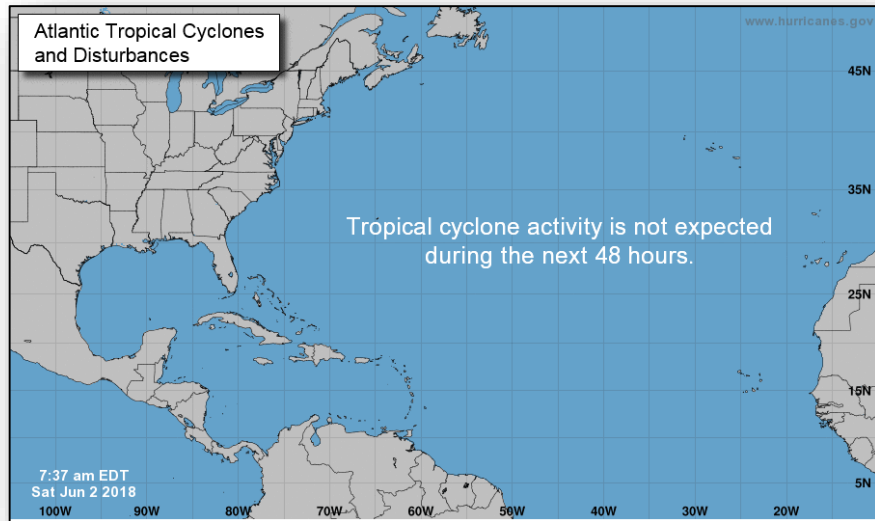 Atlantic Tropical Cyclones
and Disturbances
www.hurricanes.gov
45N
35N
Tropical cyclone activity is not expected
during the next 48 hours.
25N
15N
7:37 am EDT
Sat Jun 2 2018
5N
100W 90W 80W 70W 60W 50W 40W 30W 20W